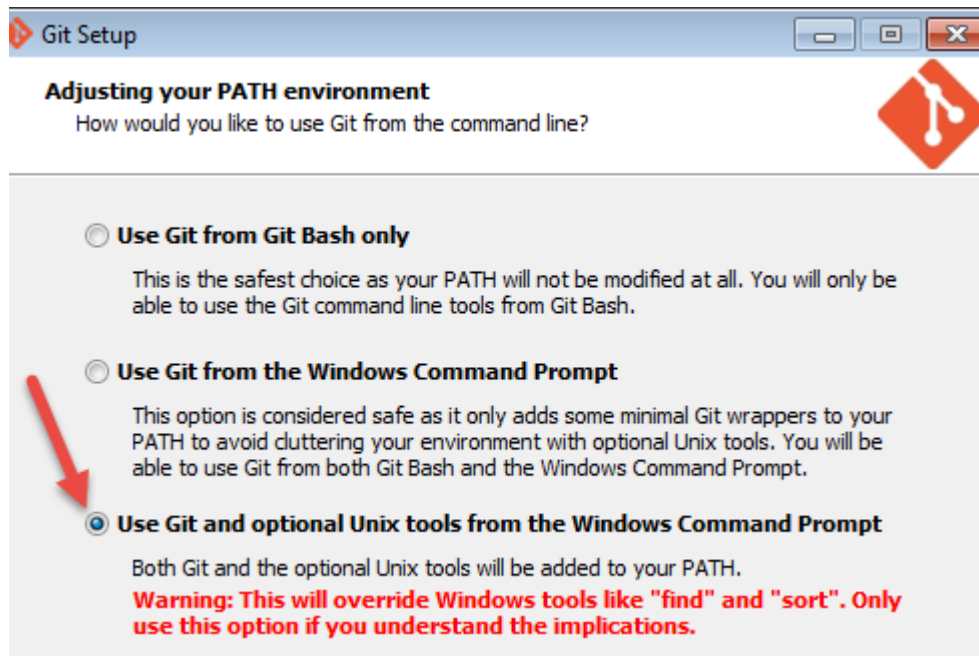 Git Setup
Adjusting your PATH environment
How would you like to use Git from the command line?
Use Git from Git Bash only
This is the safest choice as your PATH will not be modified at all. You will only be
able to use the Git command line tools from Git Bash.
Use Git from the Windows Command Prompt
This option is considered safe as it only adds some minimal Git wrappers to your
PATH to avoid cluttering your environment with optional Unix tools. You will be
able to use Git from both Git Bash and the Windows Command Prompt.
Use Git and optional Unix tools from the Windows Command Prompt
Both Git and the optional Unix tools will be added to your PATH.
Warning: This will override Windows tools like "find" and "sort". Only
use this option if you understand the implications.